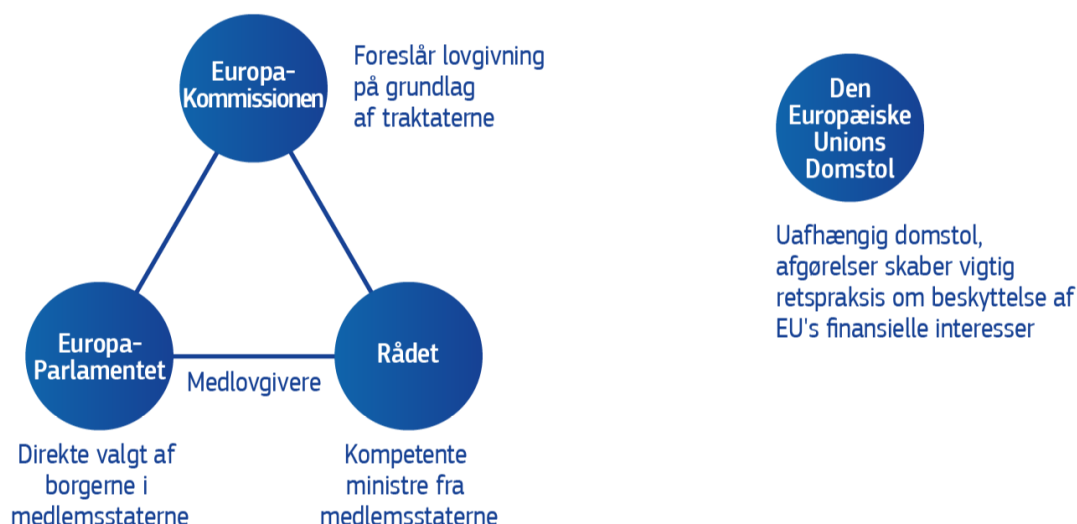 Europa-
Kommissionen
Foreslår lovgivning
på grundlag
af traktaterne
Den
Europæiske
Unions
Domstol
Uafhængig domstol,
afgørelser skaber vigtig
retspraksis om beskyttelse af
EU's finansielle interesser
Europa-
Parlamentet
Medlovgivere
Rådet
Direkte valgt af
borgerne i
medlemsstaterne
Kompetente
ministre fra
medlemsstaterne